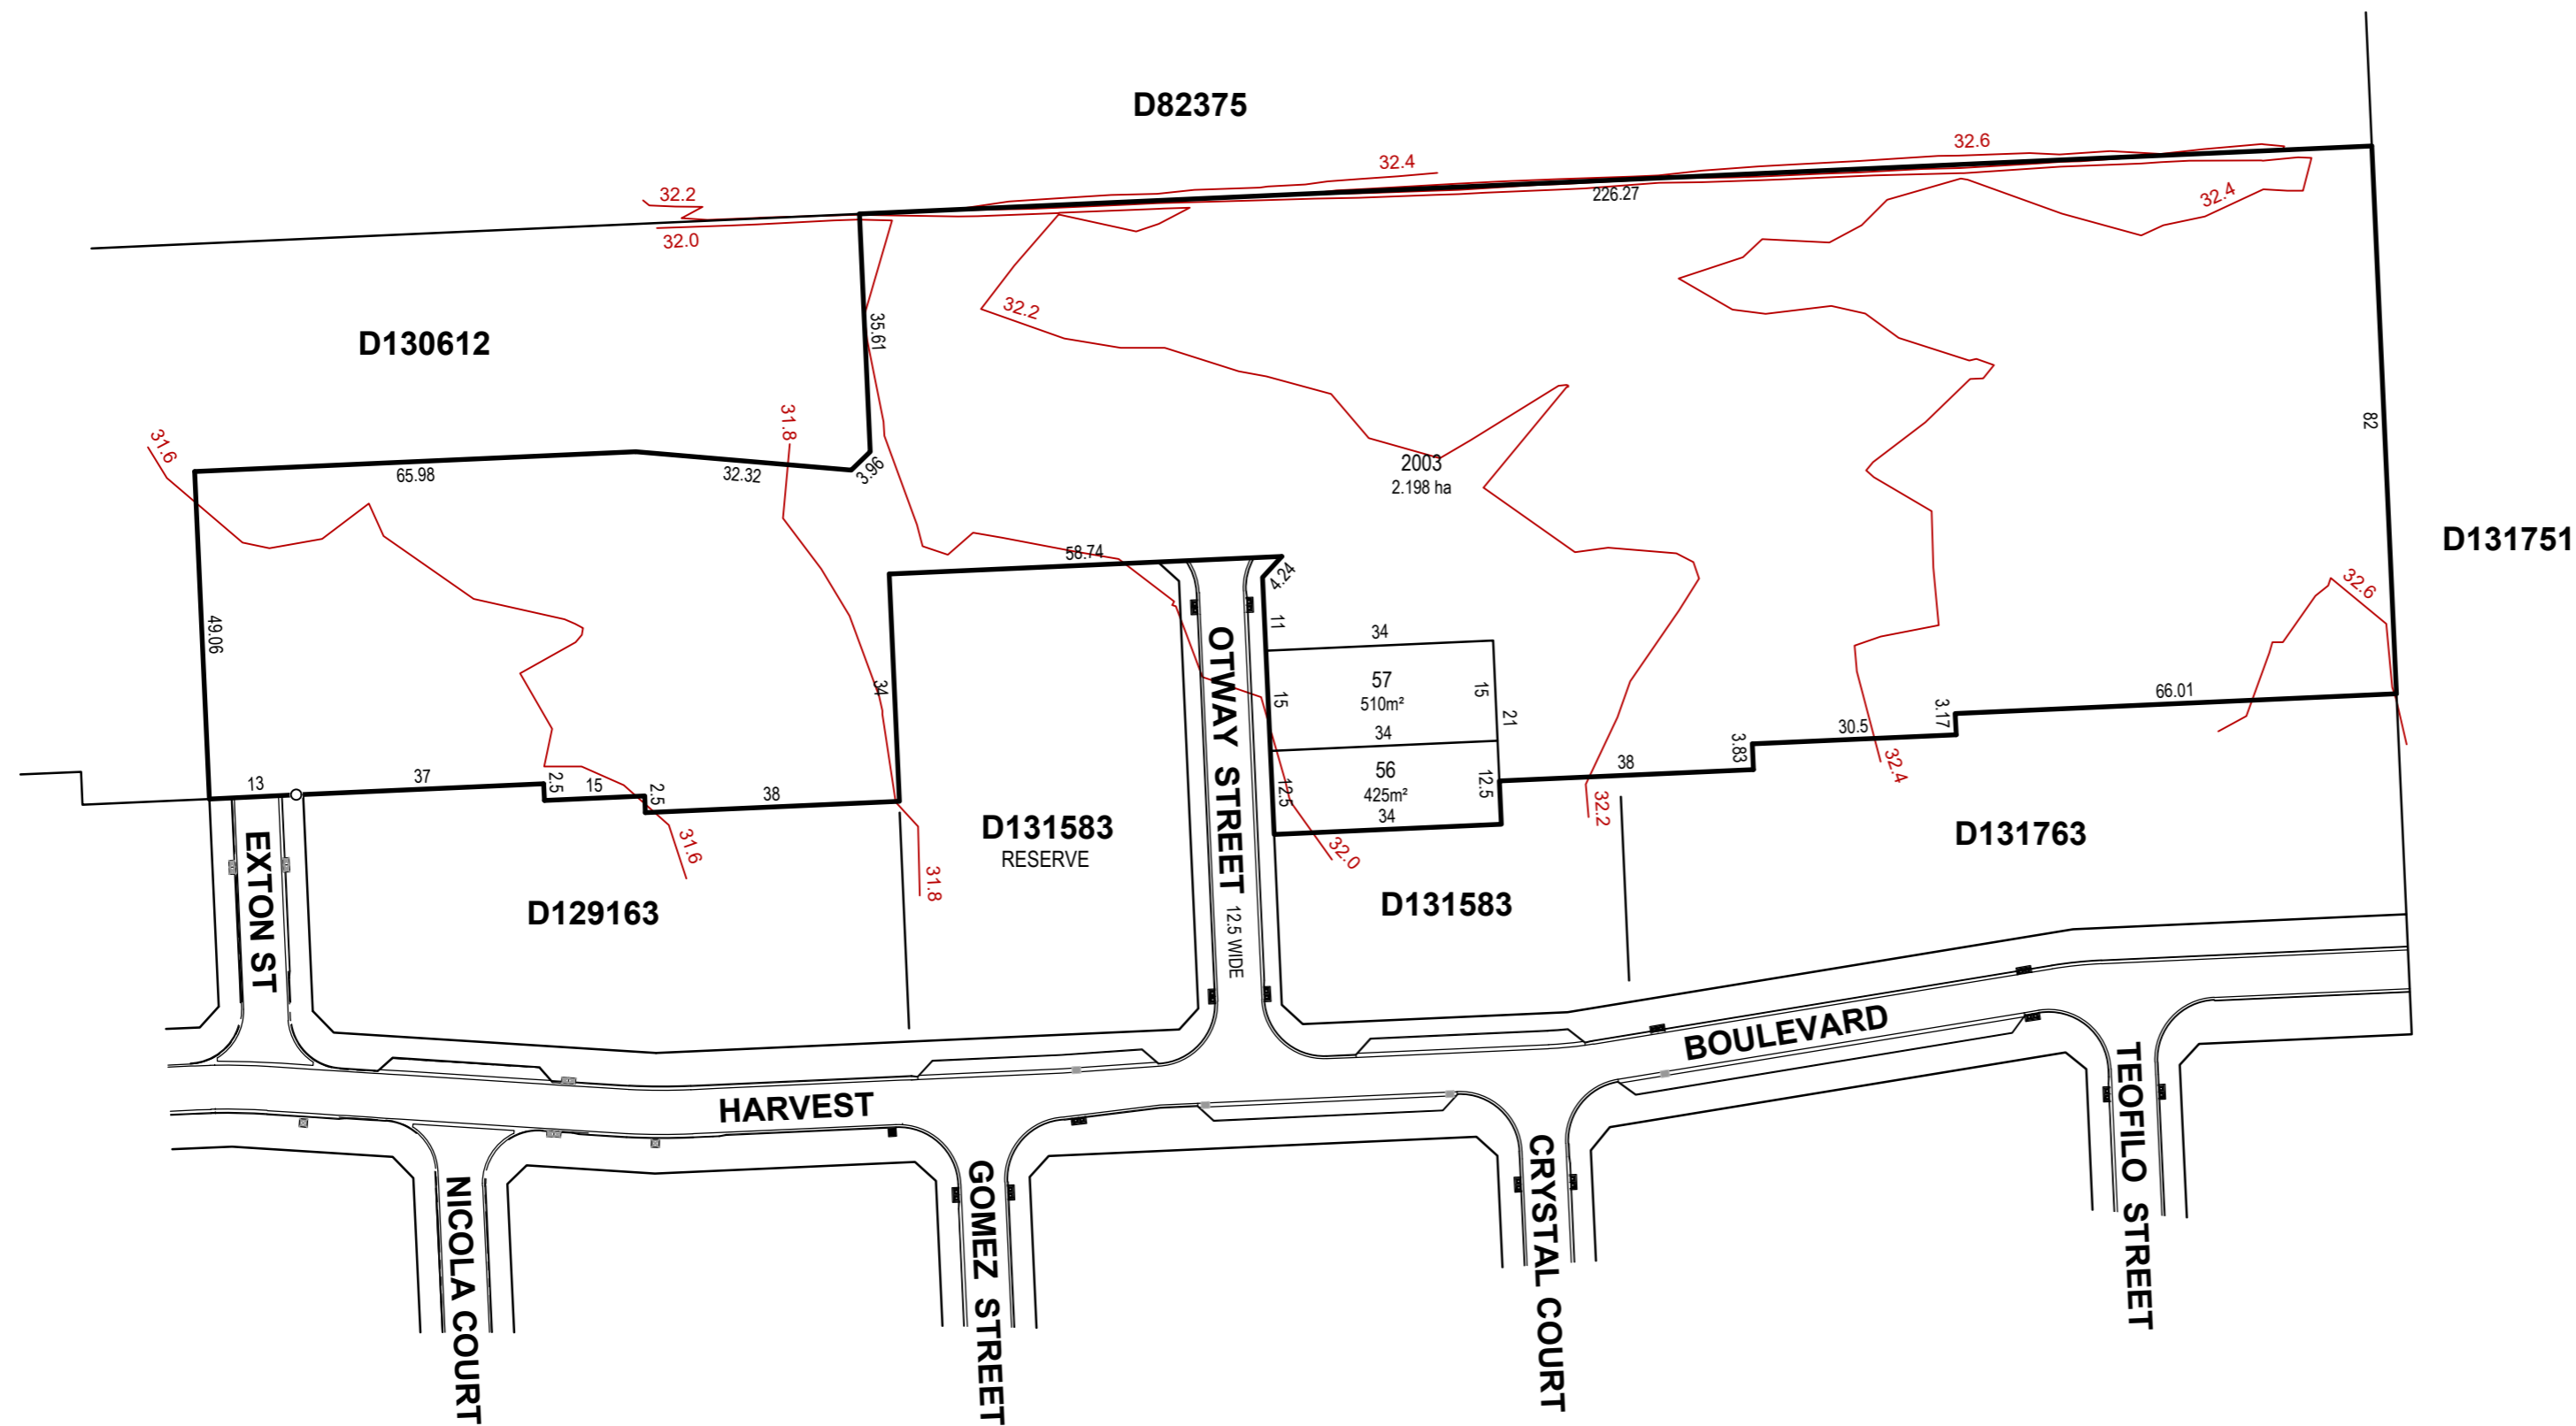 D82375
32.6
32.4
32.2
32.0
226.27
32.4
32.2
35.61
D130612
31.8
31.6
82
65.98
32.32
3.96
2003
2.198 ha
D131751
58.74
4.24
32.6
49.06
11
34
57
510m²
15
15
21
34
34
66.01
3.17
30.5
3.83
32.4
38
56
425m²
12.5
12.5
34
13
37
2.5
15
2.5
38
31.6
31.8
32.0
32.2
D131583
RESERVE
D131763
D129163
D131583
EXTON ST
OTWAY STREET 12.5 WIDE
HARVEST
BOULEVARD
NICOLA COURT
GOMEZ STREET
CRYSTAL COURT
TEOFILO STREET